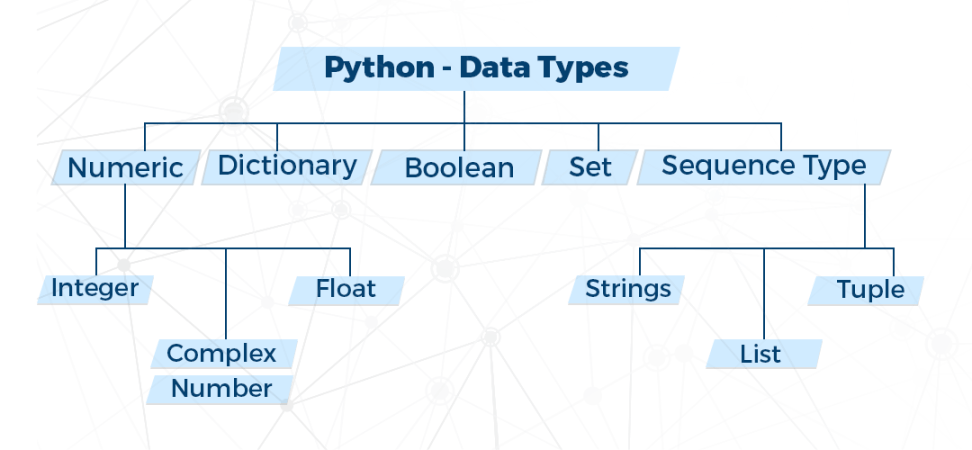 Python - Data Types
Numeric
Dictionary
Boolean
Set
Sequence Type
Integer
Float
Strings
Tuple
Complex
Number
List